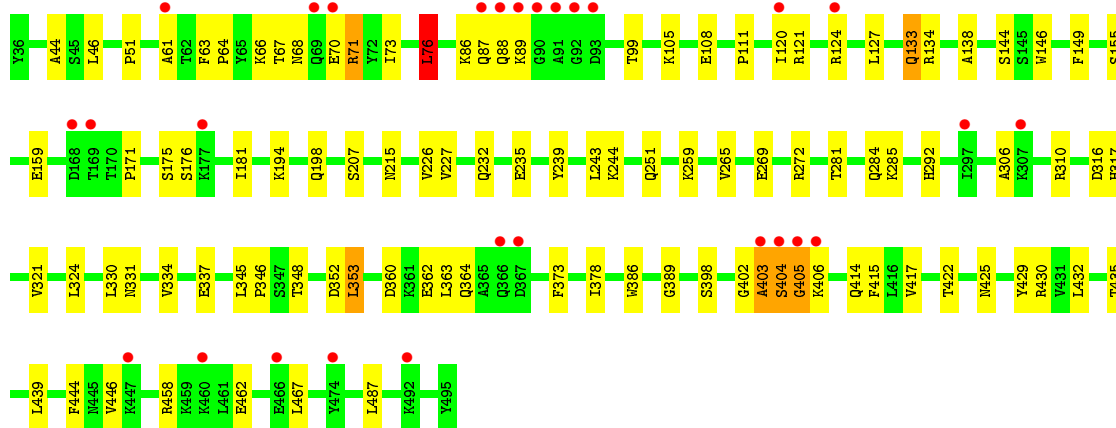 Y36 A44 S45 L46 P51 A61 T62 F63 P64 Y65 K66 T67 N68 Q69 E70 R71 Y72 I73 L76 K86 Q87 Q88 K89 G90 A91 G92 D93 T99 K105 E108 P111 I120 R121 R124 L127 Q133 R134 A138 S144 S145 W146 F149 S155
E159 D168 T169 T170 P171 S175 S176 K177 I181 K194 Q198 S207 N215 V226 V227 Q232 E235 Y239 L243 K244 Q251 K259 V265 E269 R272 T281 Q284 K285 H292 I297 A306 K307 R310 D316 H317
V321 L324 L330 N331 V334 E337 L345 P346 S347 T348 D352 L353 D360 K361 E362 L363 Q364 A365 Q366 D367 F373 I378 W386 G389 S398 G402 A403 S404 G405 K406 Q414 F415 L416 V417 T422 N425 Y429 R430 V431 L432 T435
L439 F444 N445 V446 K447 R458 K459 K460 L461 E462 E466 L467 Y474 L487 K492 Y495